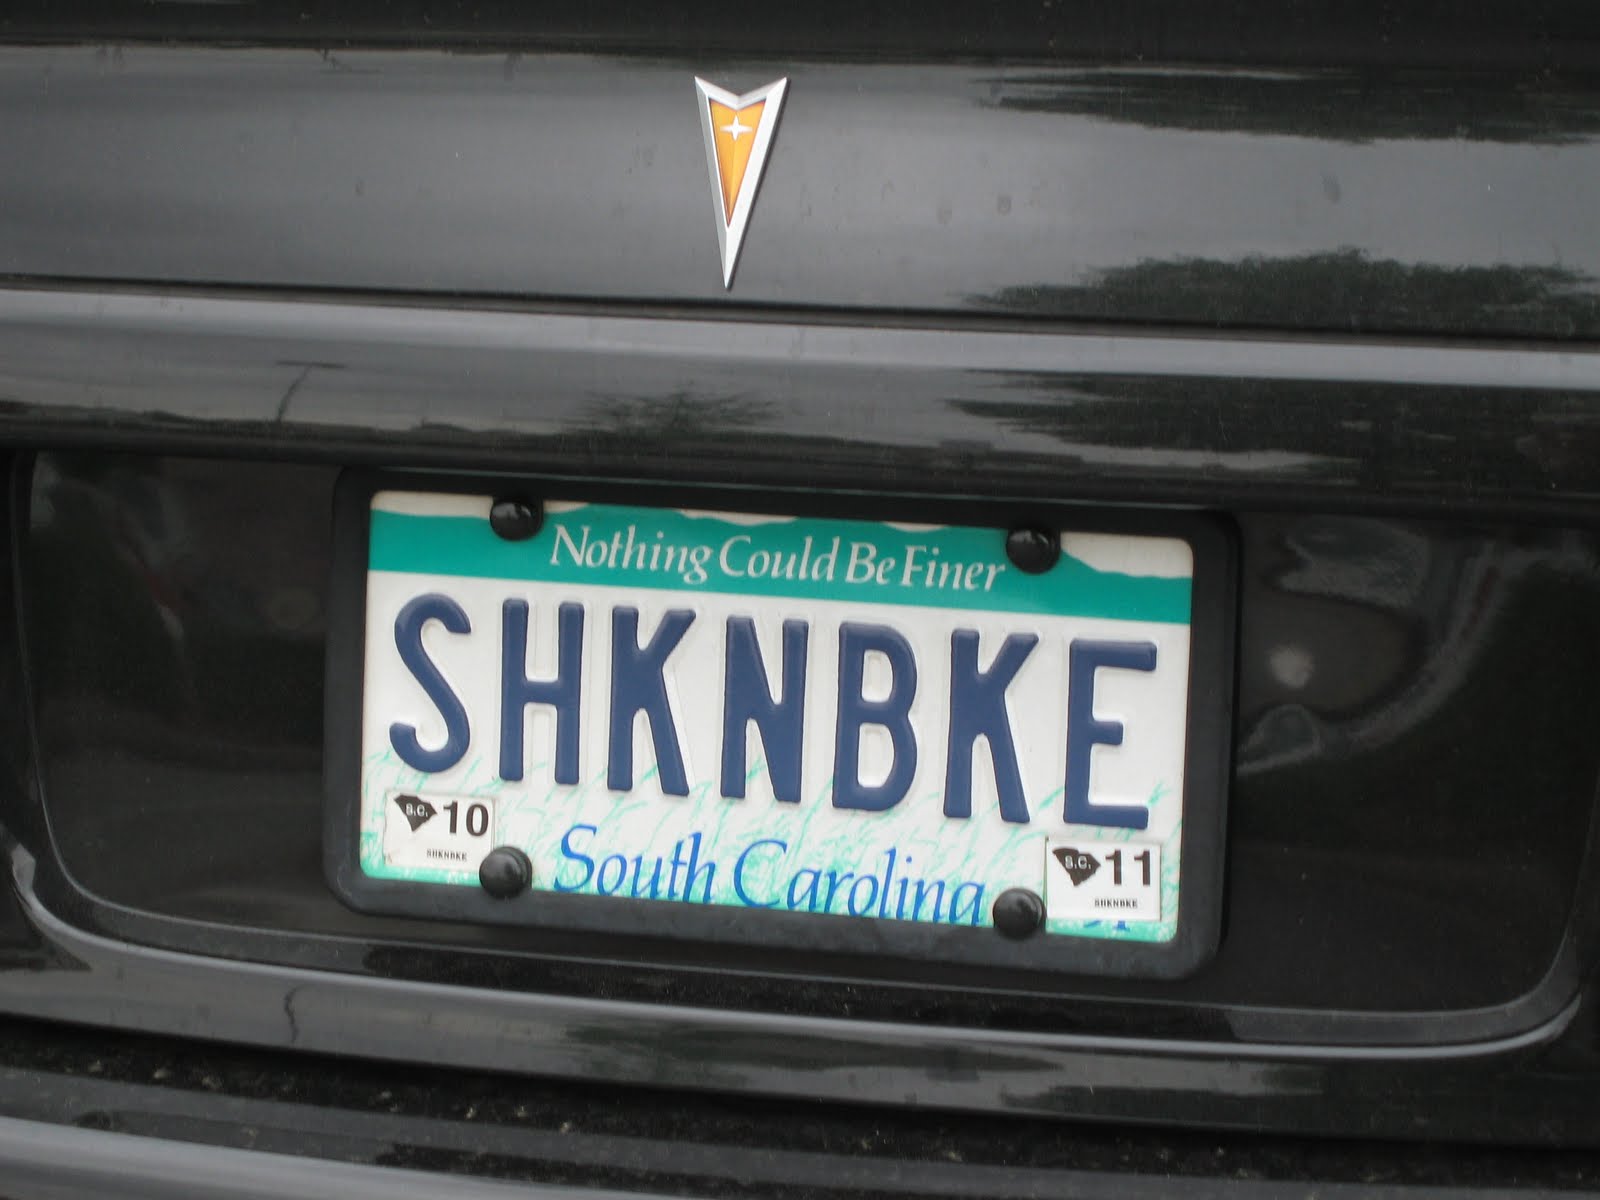 Nothing Could Be Finer
SHKNBKE
S.C. 10
SHKNBKE
South Carolina
S.C. 11
SHKNBKE